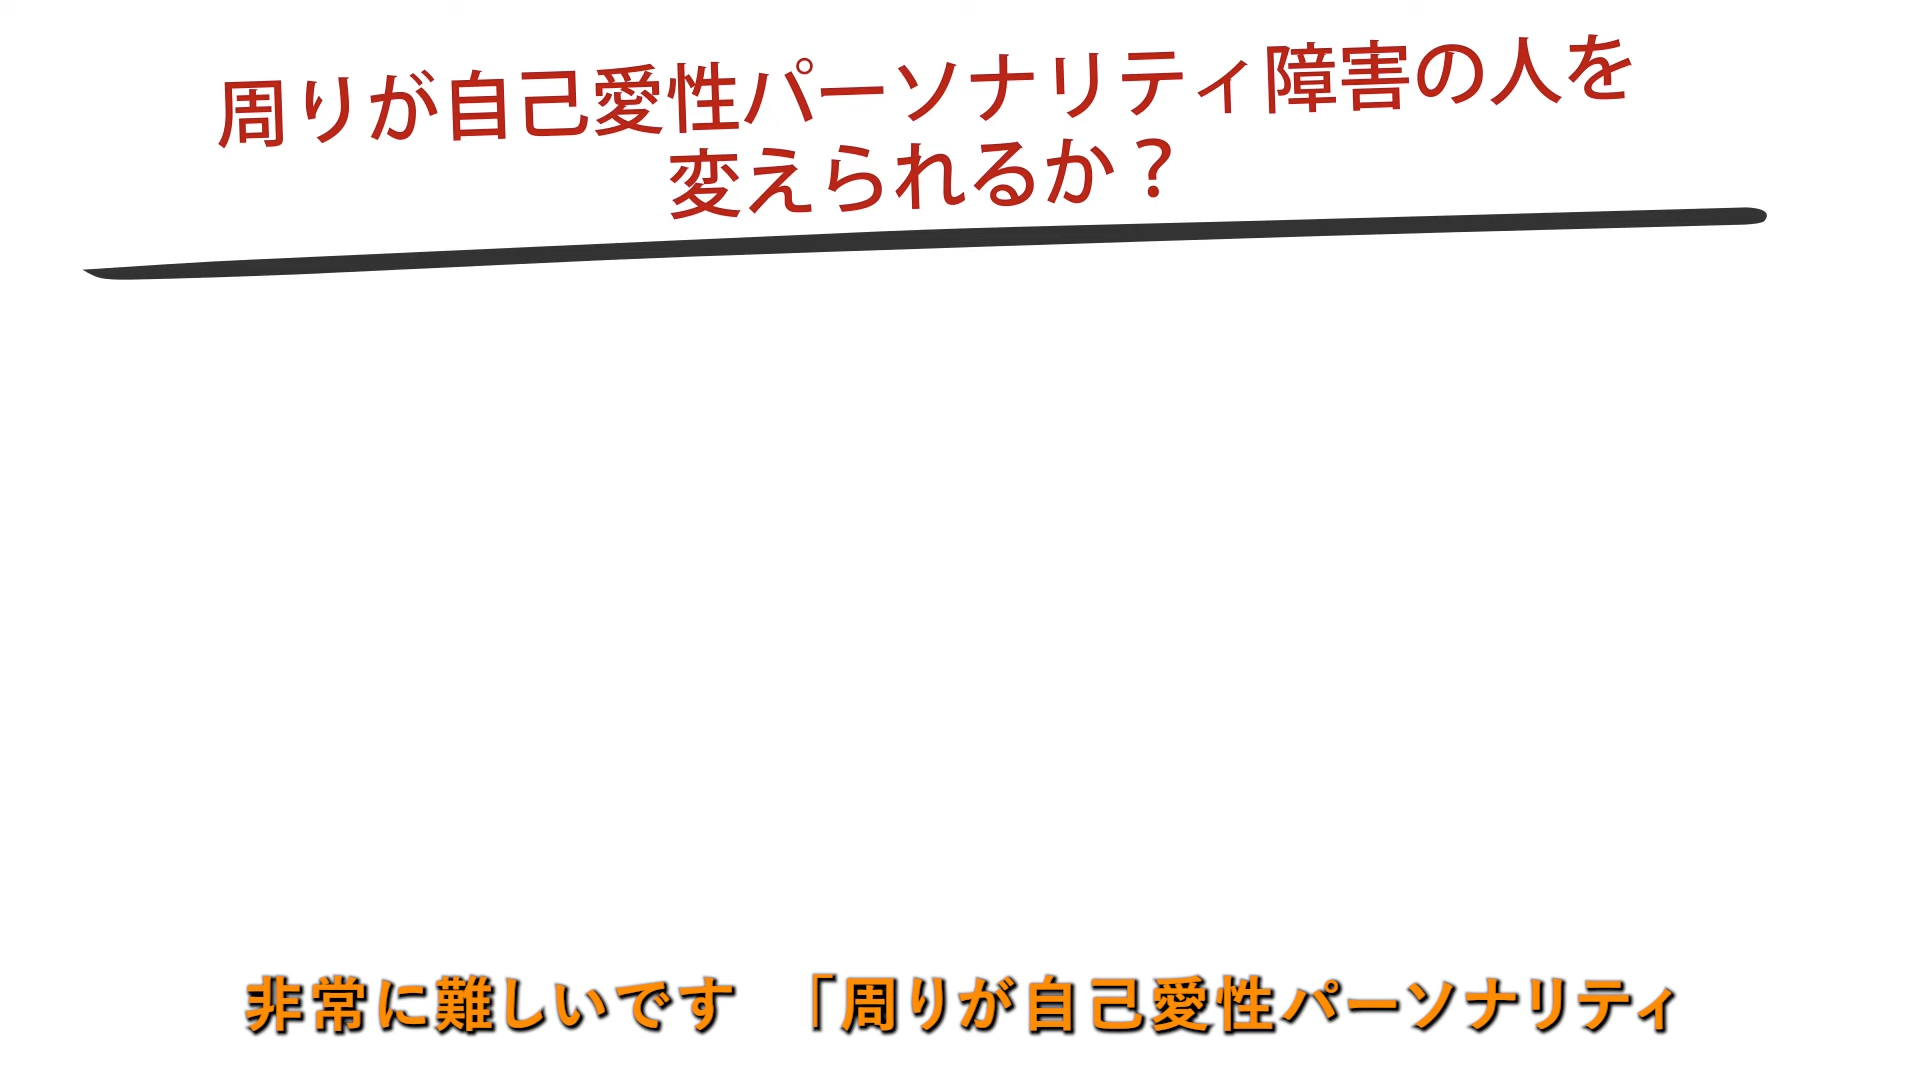 周りが自己愛性パーソナリティ障害の人を
変えられるか？
非常に難しいです 「周りが自己愛性パーソナリティ